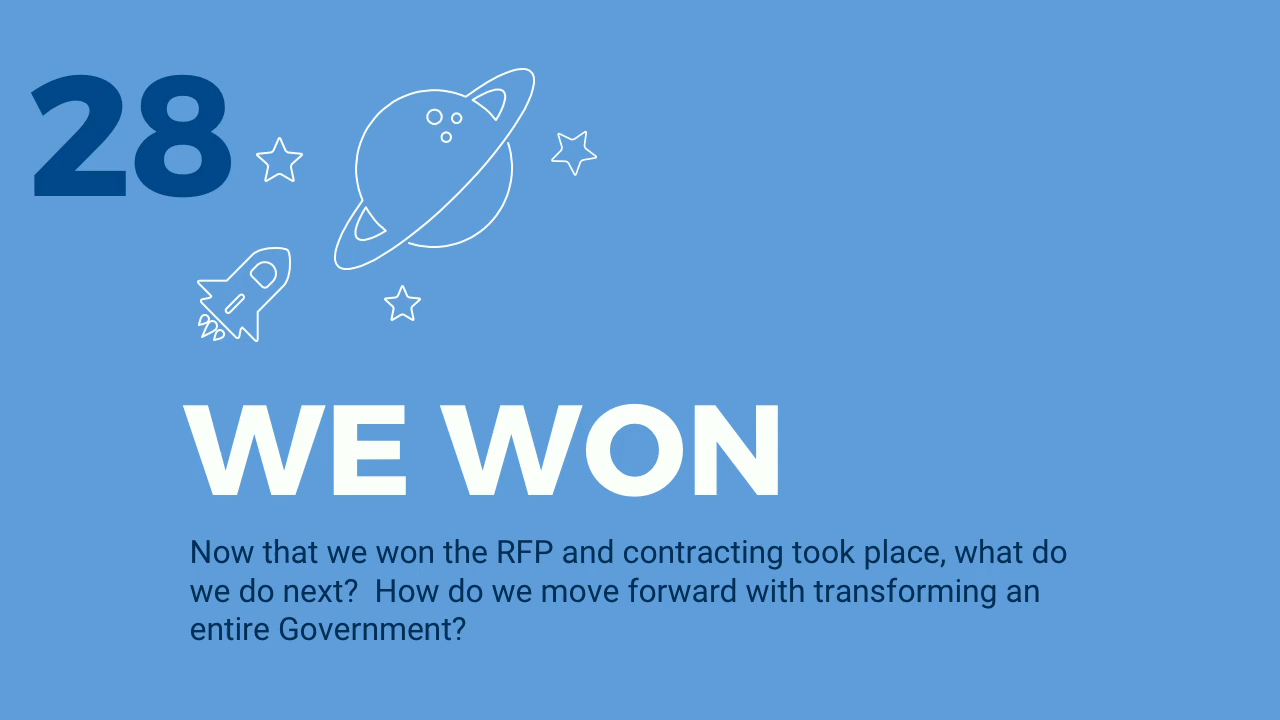 28
WE WON
Now that we won the RFP and contracting took place, what do
we do next?  How do we move forward with transforming an
entire Government?